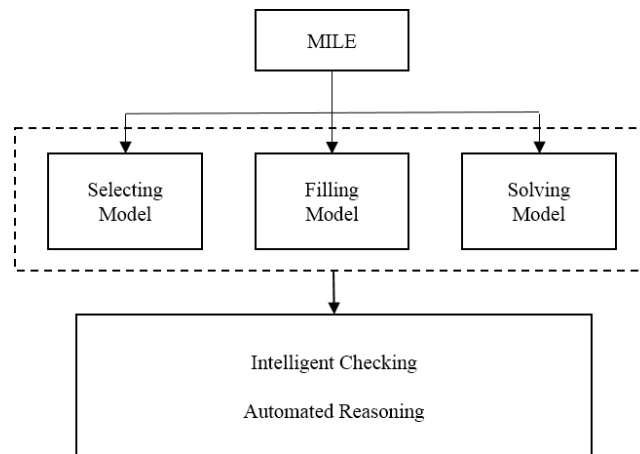 MILE
Selecting
Model
Filling
Model
Solving
Model
Intelligent Checking
Automated Reasoning